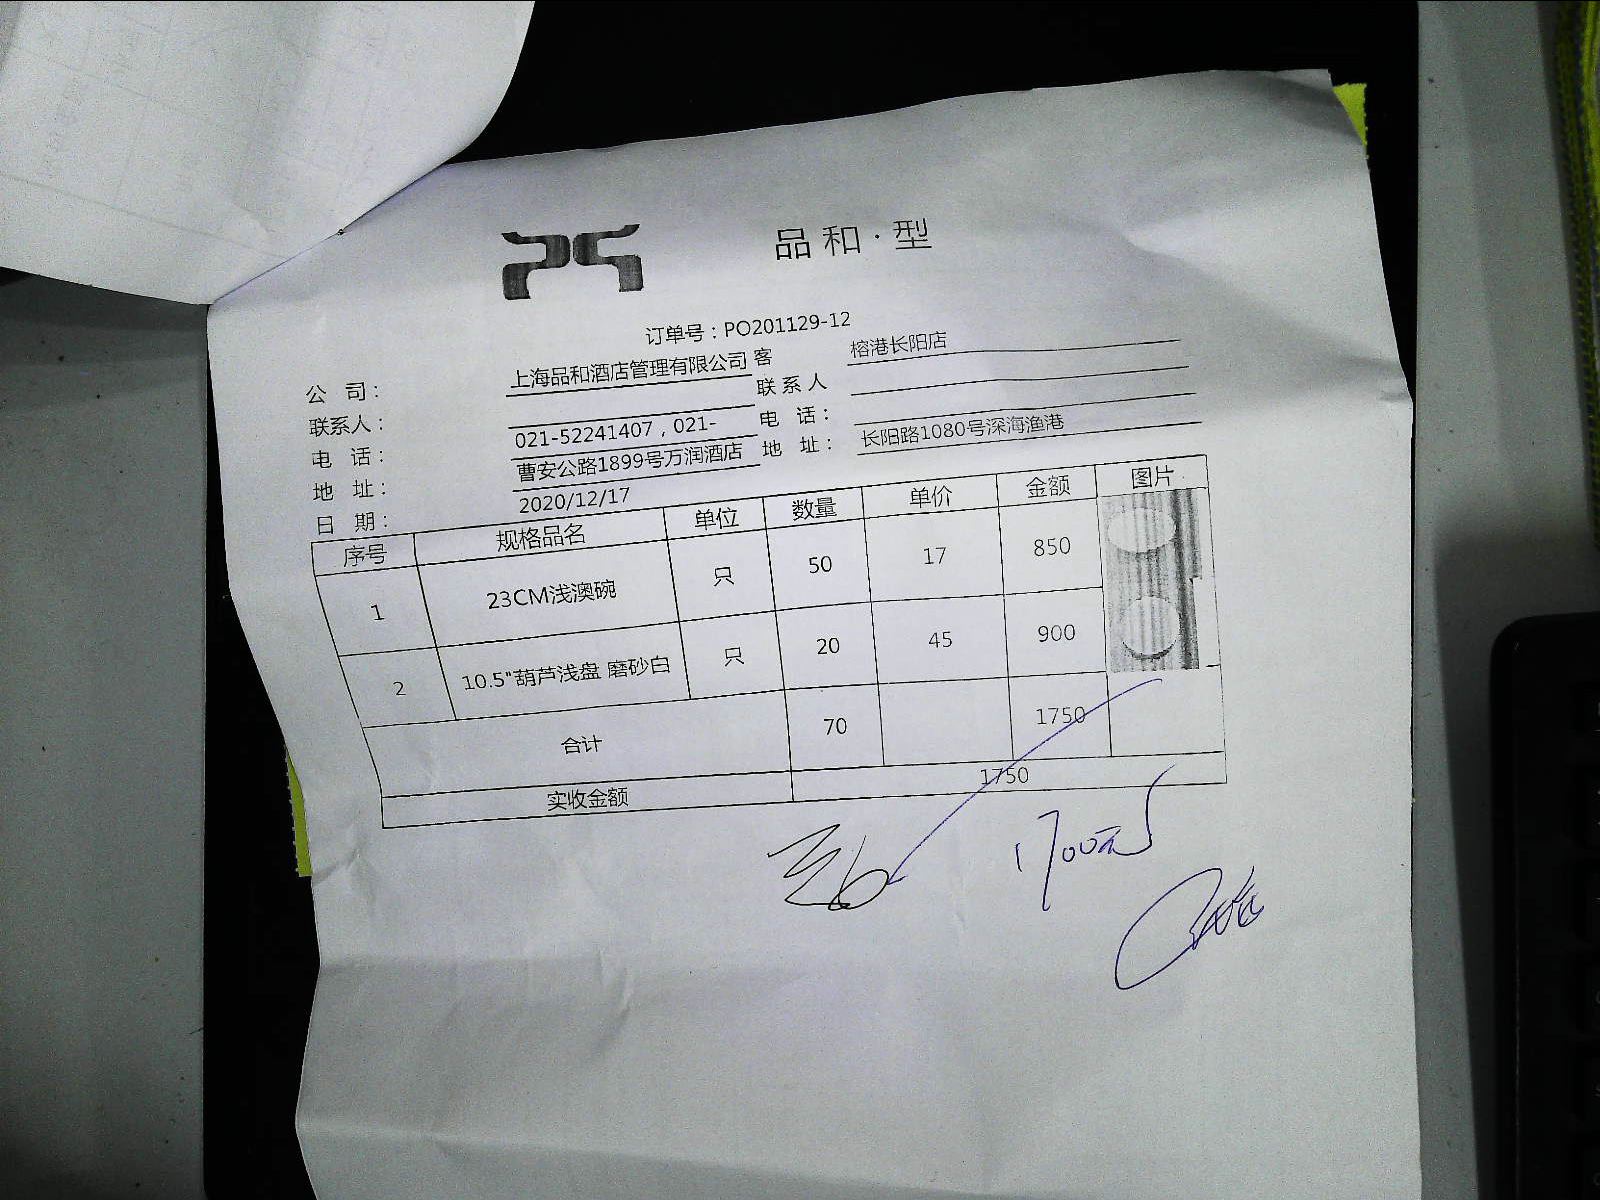 品和·型
订单号：PO201129-12
公 司： 上海品和酒店管理有限公司 客 榕港长阳店
联系人： 联系人
电 话： 021-52241407，021- 电 话：
地 址： 曹安公路1899号万润酒店 地 址： 长阳路1080号深海渔港
日 期： 2020/12/17
序号 规格品名 单位 数量 单价 金额 图片
1 23CM浅澳碗 只 50 17 850
2 10.5"葫芦浅盘 磨砂白 只 20 45 900
合计 70 1750
实收金额 1750
1700元